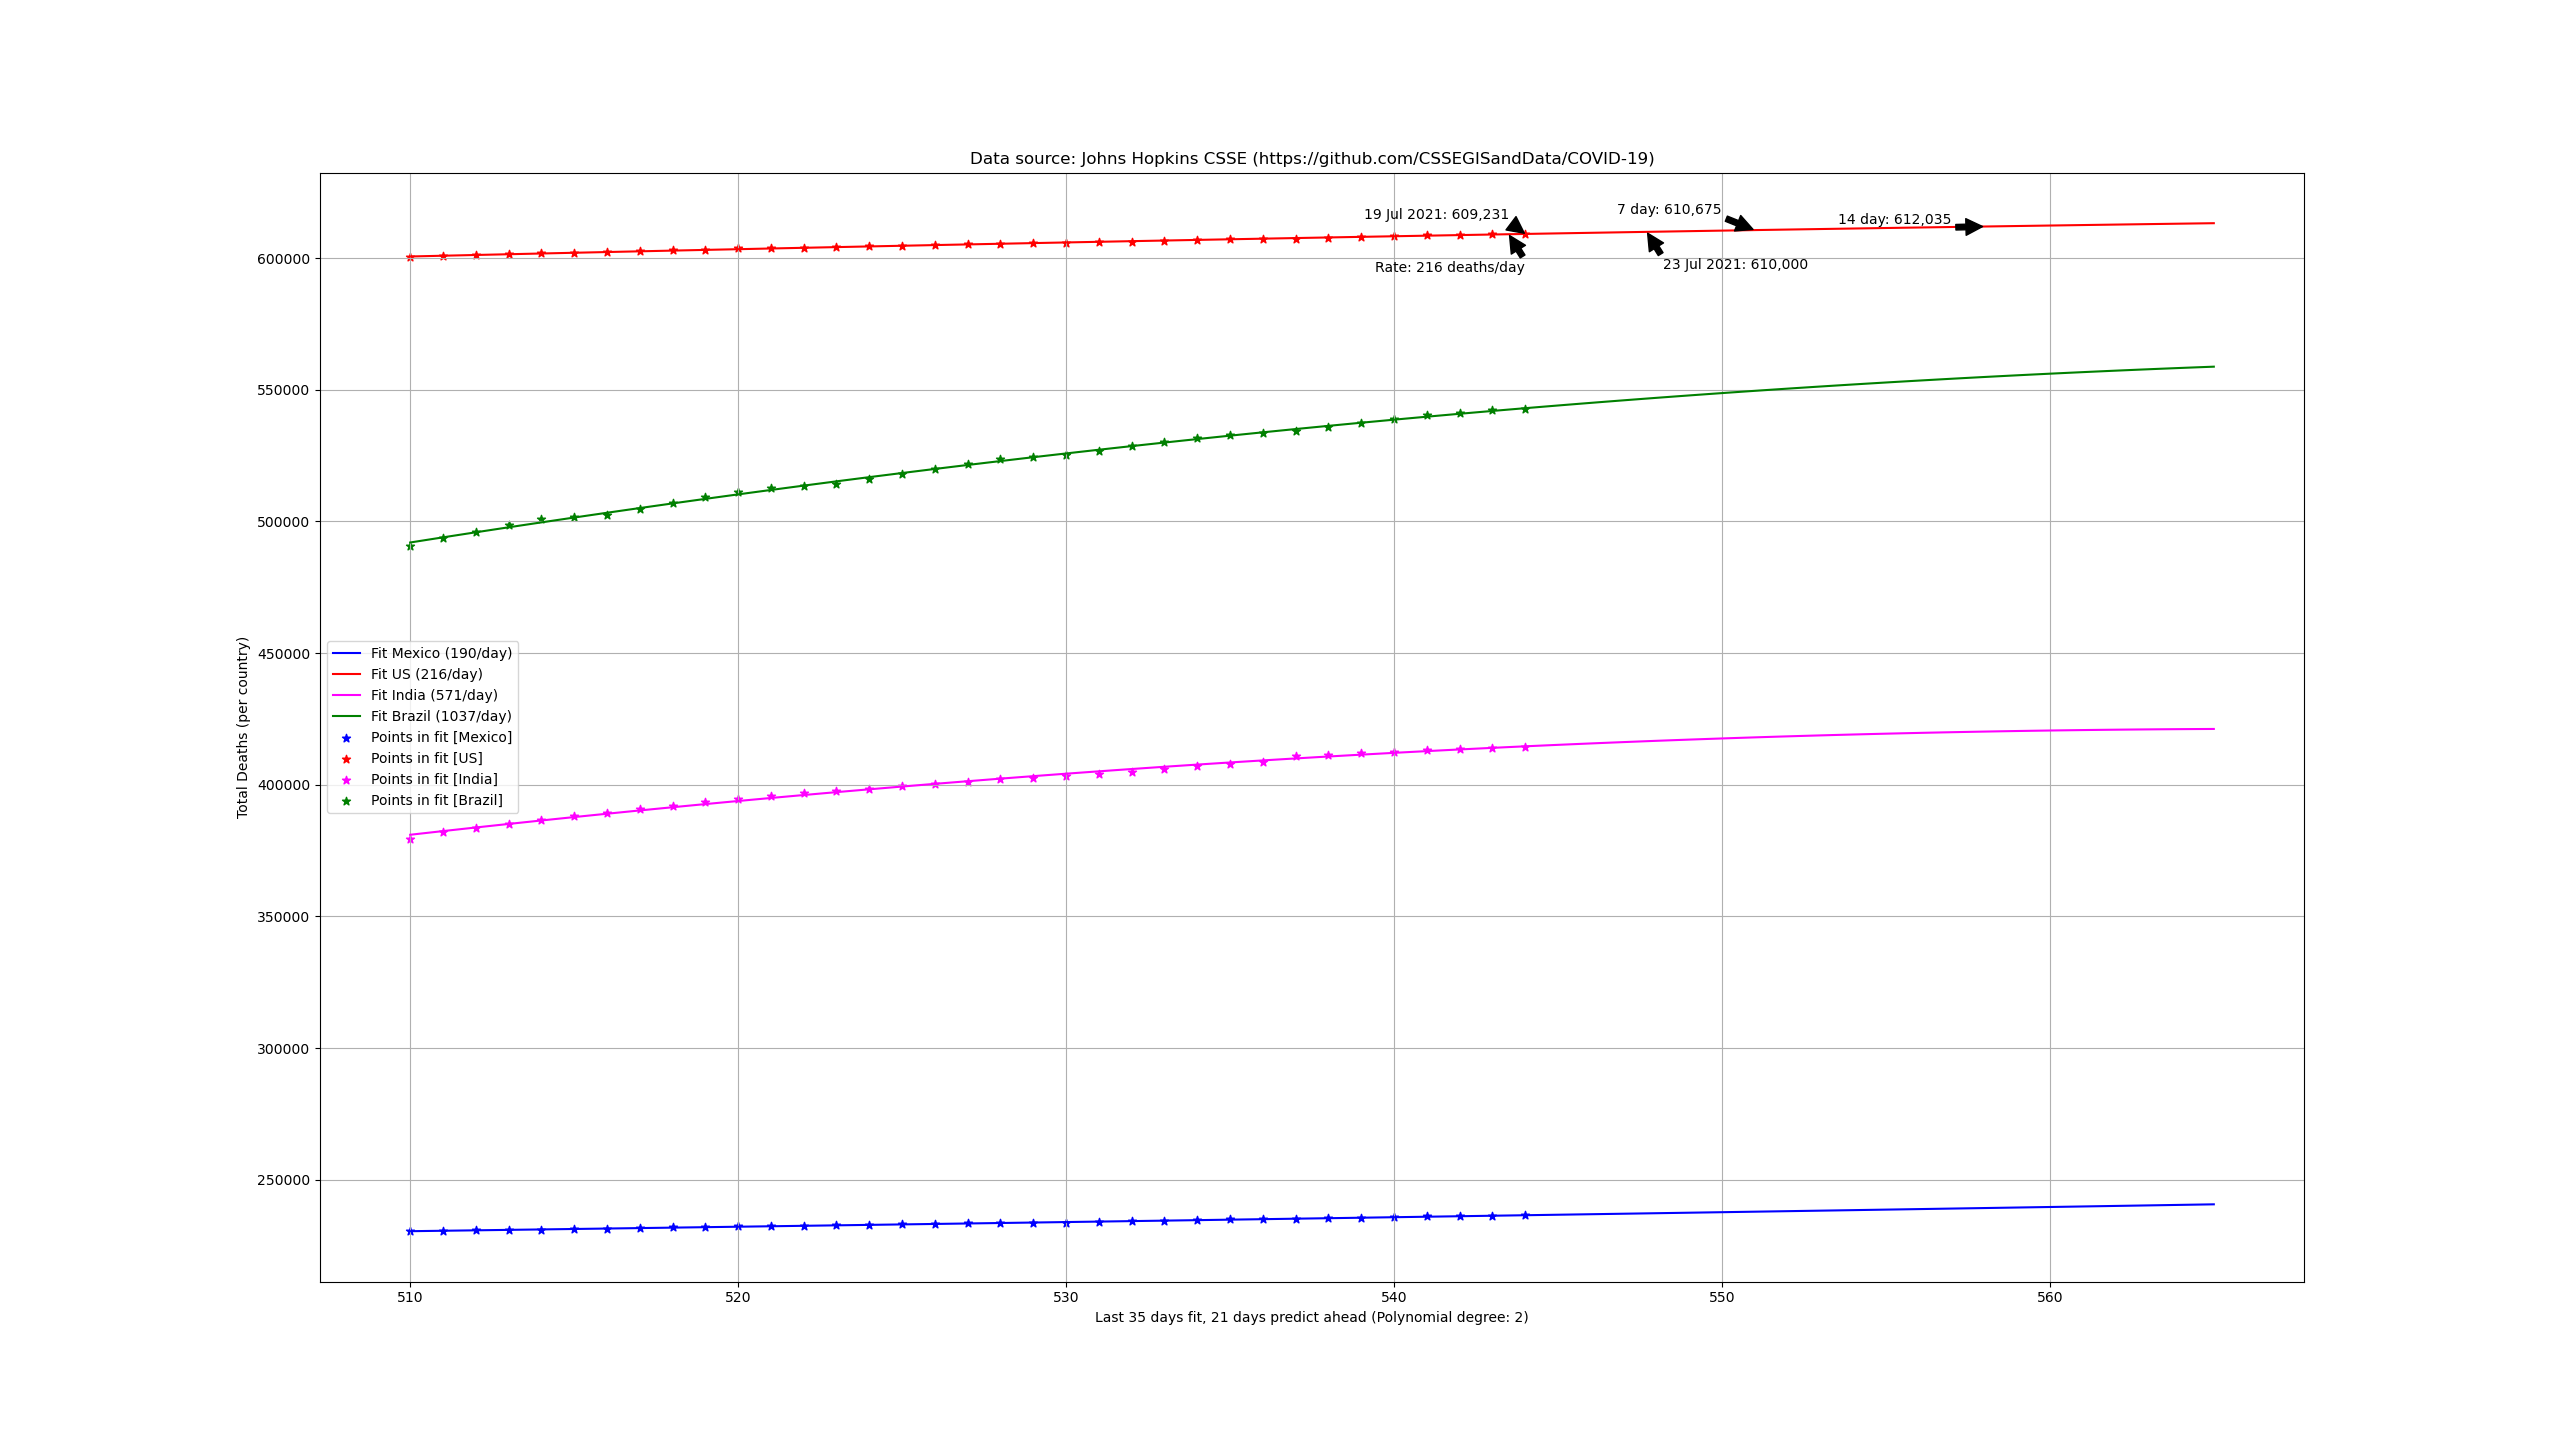 Data source: Johns Hopkins CSSE (https://github.com/CSSEGISandData/COVID-19)
19 Jul 2021: 609,231
7 day: 610,675
14 day: 612,035
Rate: 216 deaths/day
23 Jul 2021: 610,000
600000
550000
500000
450000
400000
350000
300000
250000
Total Deaths (per country)
Fit Mexico (190/day)
Fit US (216/day)
Fit India (571/day)
Fit Brazil (1037/day)
Points in fit [Mexico]
Points in fit [US]
Points in fit [India]
Points in fit [Brazil]
510 520 530 540 550 560
Last 35 days fit, 21 days predict ahead (Polynomial degree: 2)